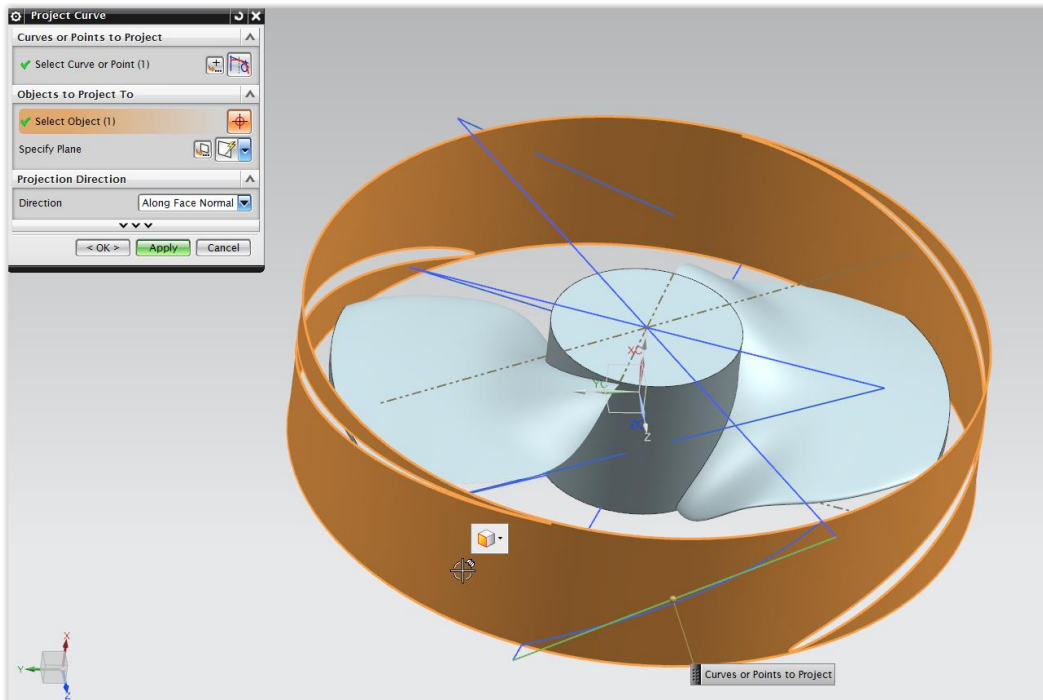 Project Curve
Curves or Points to Project
Select Curve or Point (1)
Objects to Project To
Select Object (1)
Specify Plane
Projection Direction
Direction Along Face Normal
< OK > Apply Cancel
XC
YC
Z
Curves or Points to Project
X
Y
Z